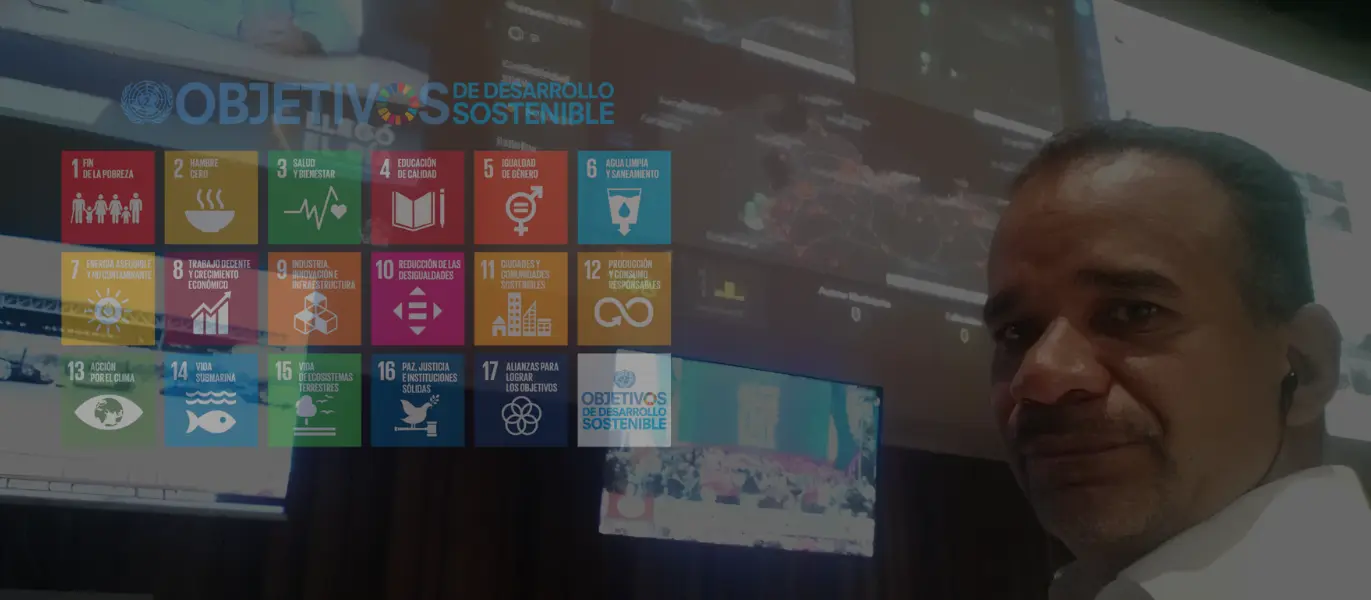 OBJETIVOS
DE DESARROLLO
SOSTENIBLE
1 FIN
DE LA POBREZA
2 HAMBRE
CERO
3 SALUD
Y BIENESTAR
4 EDUCACIÓN
DE CALIDAD
5 IGUALDAD
DE GÉNERO
6 AGUA LIMPIA
Y SANEAMIENTO
7 ENERGÍA ASEQUIBLE
Y NO CONTAMINANTE
8 TRABAJO DECENTE
Y CRECIMIENTO
ECONÓMICO
9 INDUSTRIA,
INNOVACIÓN E
INFRAESTRUCTURA
10 REDUCCIÓN DE LAS
DESIGUALDADES
11 CIUDADES Y
COMUNIDADES
SOSTENIBLES
12 PRODUCCIÓN
Y CONSUMO
RESPONSABLES
13 ACCIÓN
POR EL CLIMA
14 VIDA
SUBMARINA
15 VIDA
DE ECOSISTEMAS
TERRESTRES
16 PAZ, JUSTICIA
E INSTITUCIONES
SÓLIDAS
17 ALIANZAS PARA
LOGRAR
LOS OBJETIVOS
OBJETIVOS
DE DESARROLLO
SOSTENIBLE